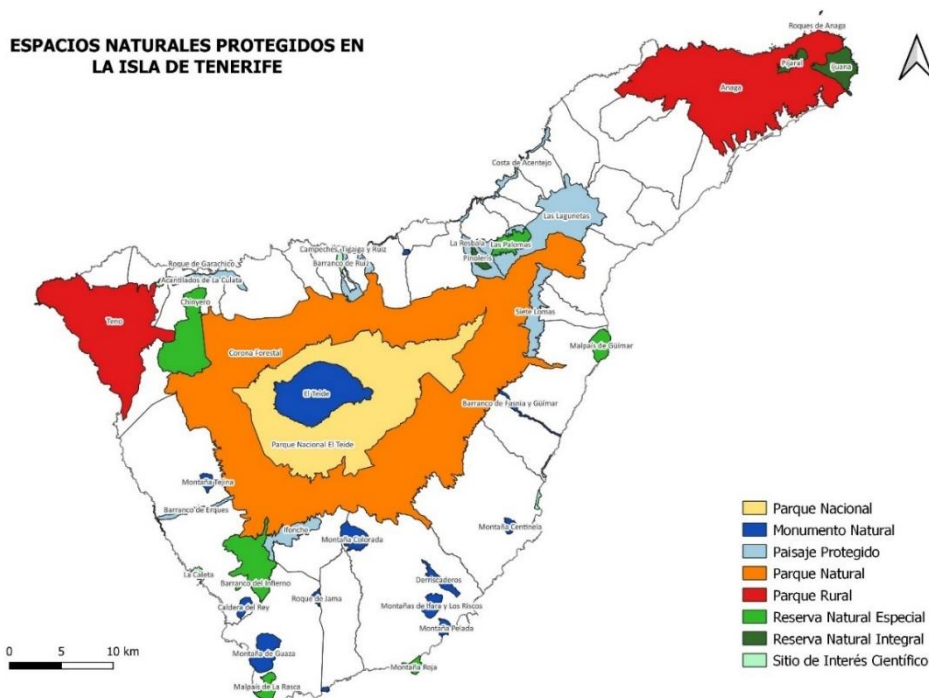 ESPACIOS NATURALES PROTEGIDOS EN
LA ISLA DE TENERIFE
Roques de Anaga
Pijaral
Ijuana
Anaga
Costa de Acentejo
Las Lagunetas
La Resbala
Las Palomas
Pinoleris
Campeches, Tigaiga y Ruiz
Barranco de Ruiz
Roque de Garachico
Acantilados de La Culata
Chinyero
Teno
Siete Lomas
Malpaís de Güímar
Corona Forestal
El Teide
Barranco de Fasnia y Güímar
Parque Nacional El Teide
Montaña Tejina
Barranco de Erques
Ifonche
Montaña Colorada
Montaña Centinela
La Caleta
Barranco del Infierno
Derriscaderos
Caldera del Rey
Roque de Jama
Montañas de Ifara y Los Riscos
Montaña Pelada
Montaña de Guaza
Montaña Roja
Malpaís de La Rasca
Parque Nacional
Monumento Natural
Paisaje Protegido
Parque Natural
Parque Rural
Reserva Natural Especial
Reserva Natural Integral
Sitio de Interés Científico
0 5 10 km